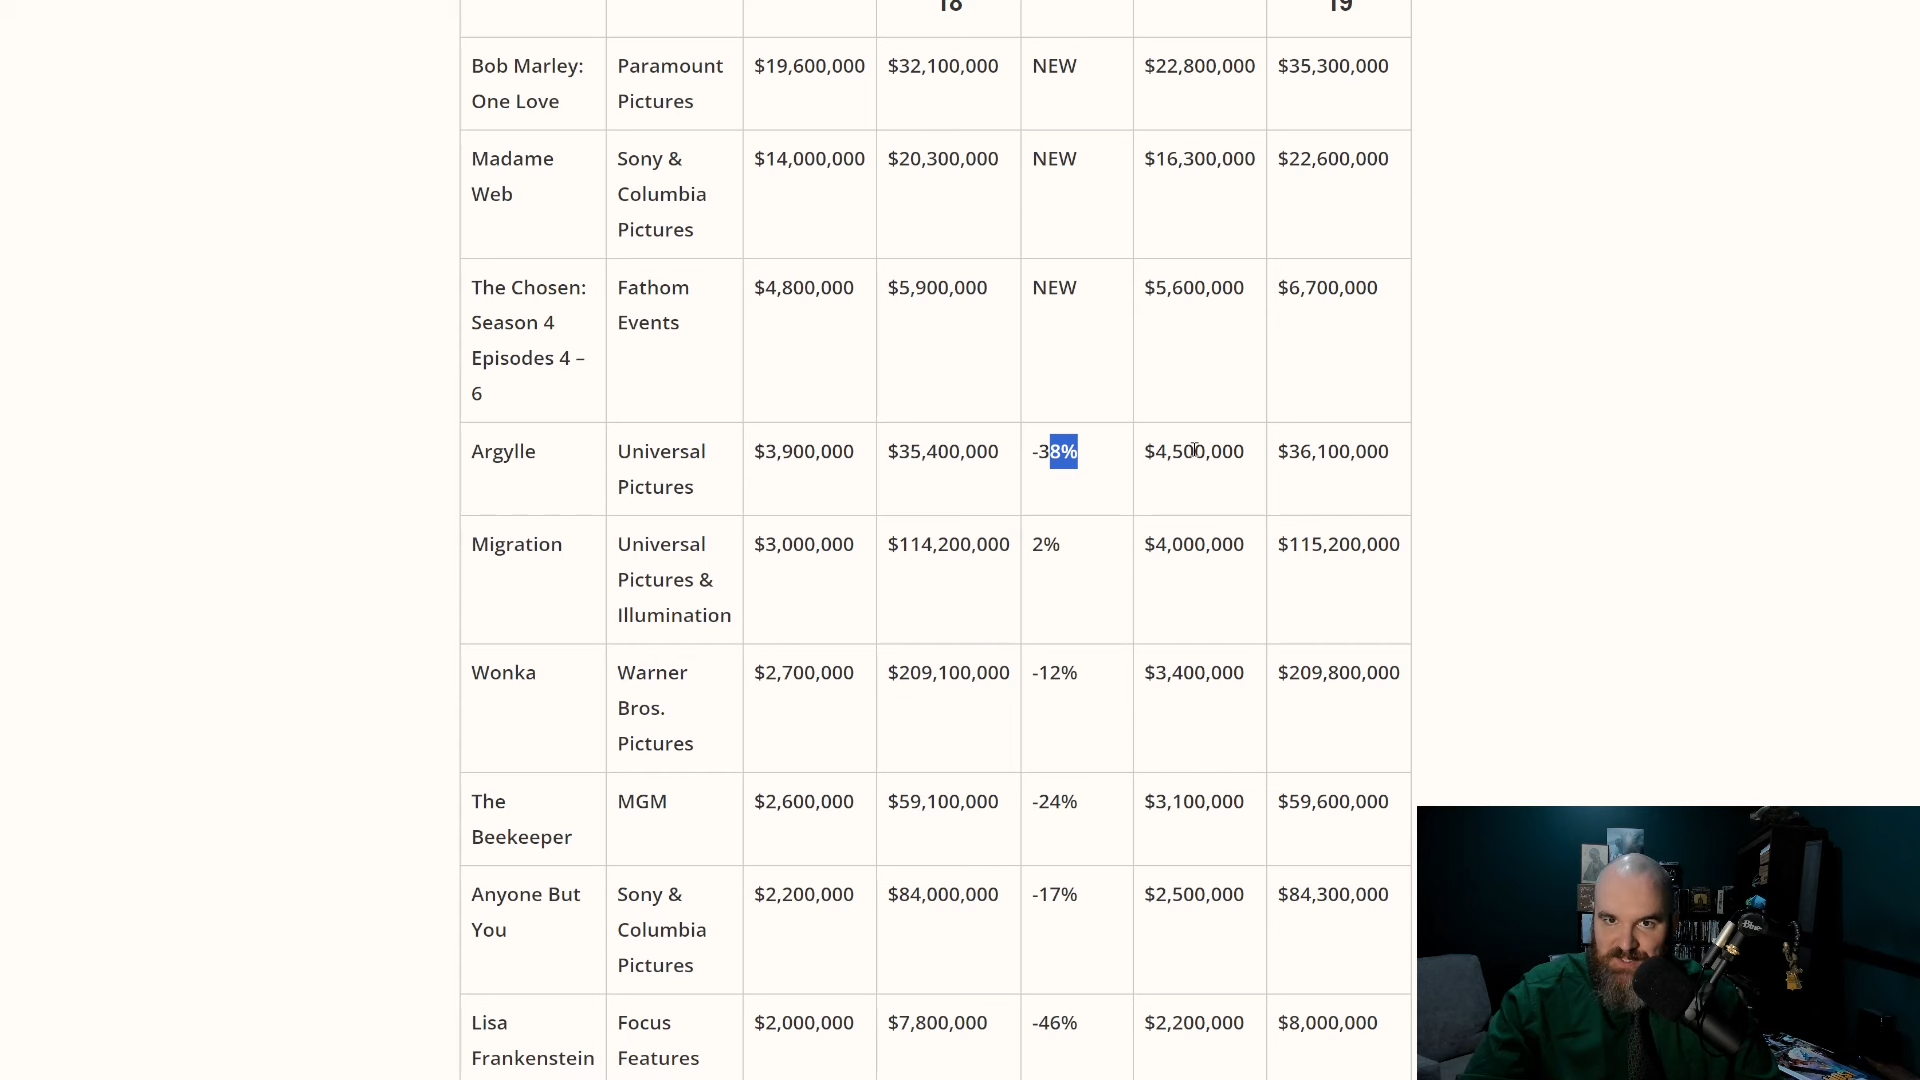 18
19
Bob Marley:
One Love
Paramount
Pictures
$19,600,000
$32,100,000
NEW
$22,800,000
$35,300,000
Madame
Web
Sony &
Columbia
Pictures
$14,000,000
$20,300,000
NEW
$16,300,000
$22,600,000
The Chosen:
Season 4
Episodes 4 –
6
Fathom
Events
$4,800,000
$5,900,000
NEW
$5,600,000
$6,700,000
Argylle
Universal
Pictures
$3,900,000
$35,400,000
-38%
$4,500,000
$36,100,000
Migration
Universal
Pictures &
Illumination
$3,000,000
$114,200,000
2%
$4,000,000
$115,200,000
Wonka
Warner
Bros.
Pictures
$2,700,000
$209,100,000
-12%
$3,400,000
$209,800,000
The
Beekeeper
MGM
$2,600,000
$59,100,000
-24%
$3,100,000
$59,600,000
Anyone But
You
Sony &
Columbia
Pictures
$2,200,000
$84,000,000
-17%
$2,500,000
$84,300,000
Lisa
Frankenstein
Focus
Features
$2,000,000
$7,800,000
-46%
$2,200,000
$8,000,000
Blue